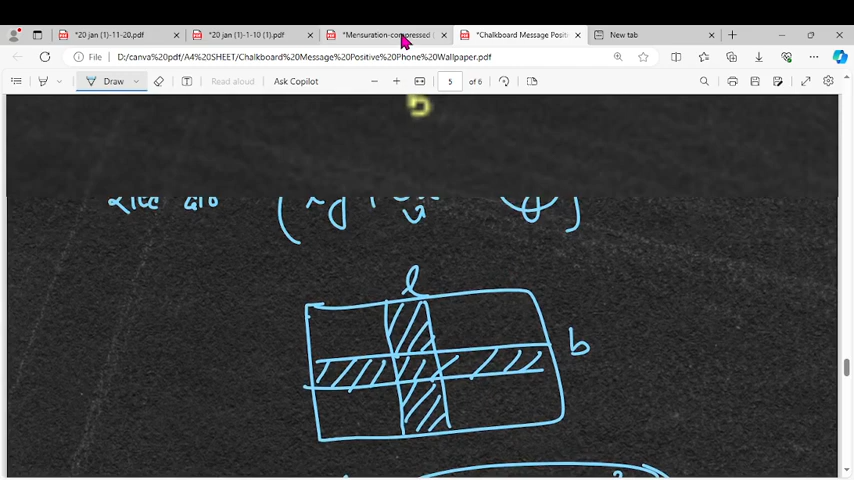 *20 jan (1)-11-20.pdf
*20 jan (1)-1-10 (1).pdf
*Mensuration-compressed (
*Chalkboard Message Positi
New tab
File
D:/canva%20pdf/A4%20SHEET/Chalkboard%20Message%20Positive%20Phone%20Wallpaper.pdf
Draw
Read aloud
Ask Copilot
5
of 6
l
b